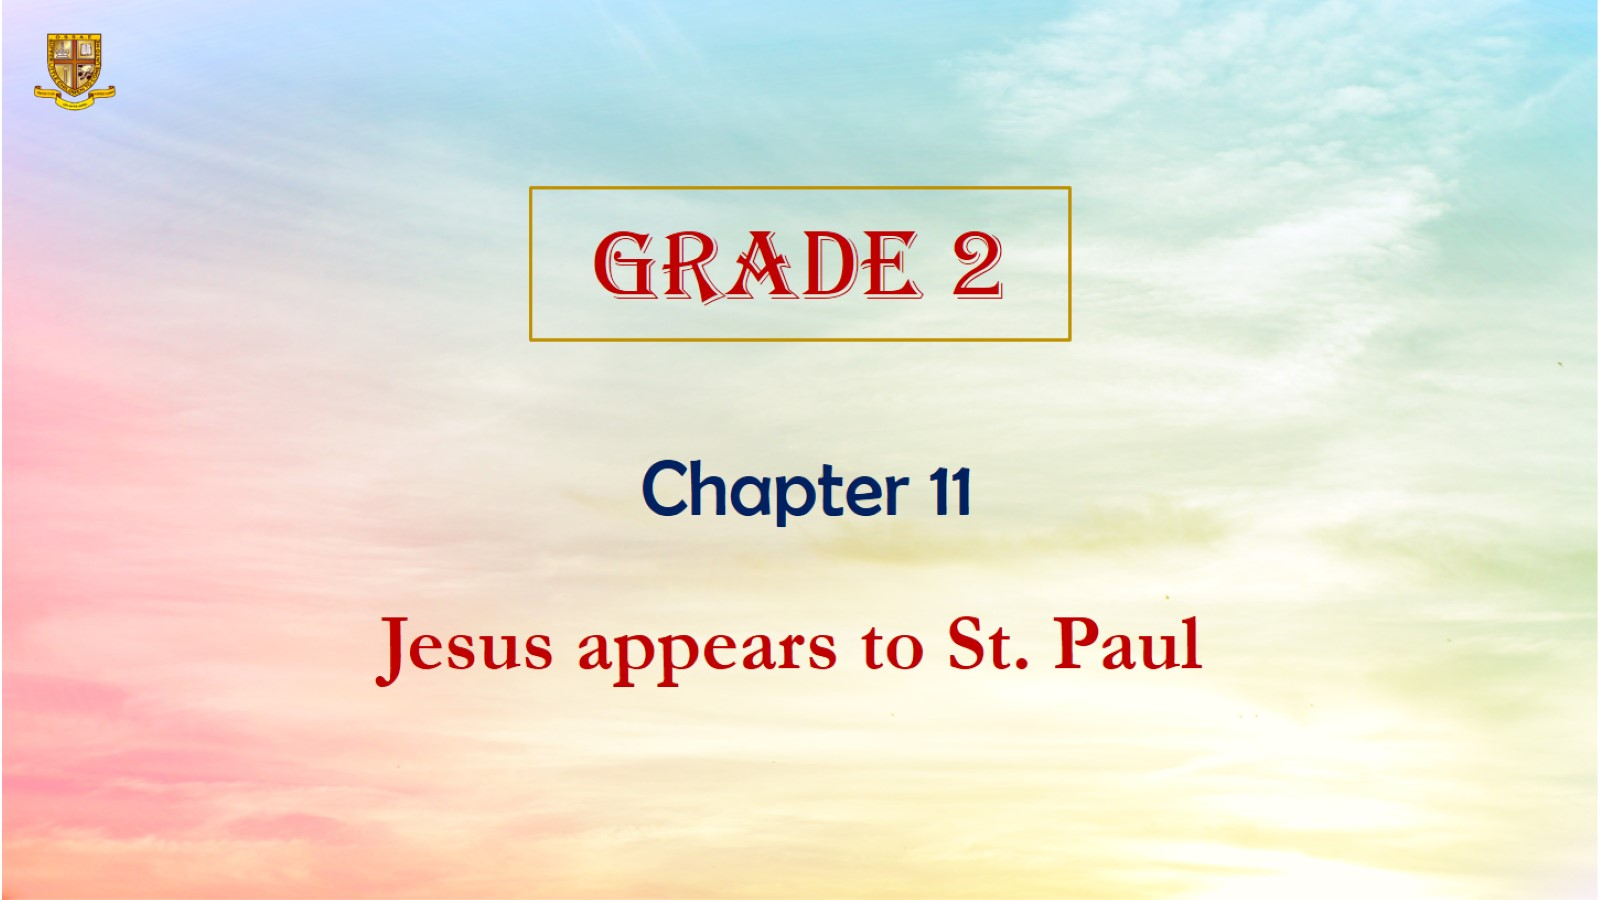 GRADE 2
Chapter 11
Jesus appears to St. Paul